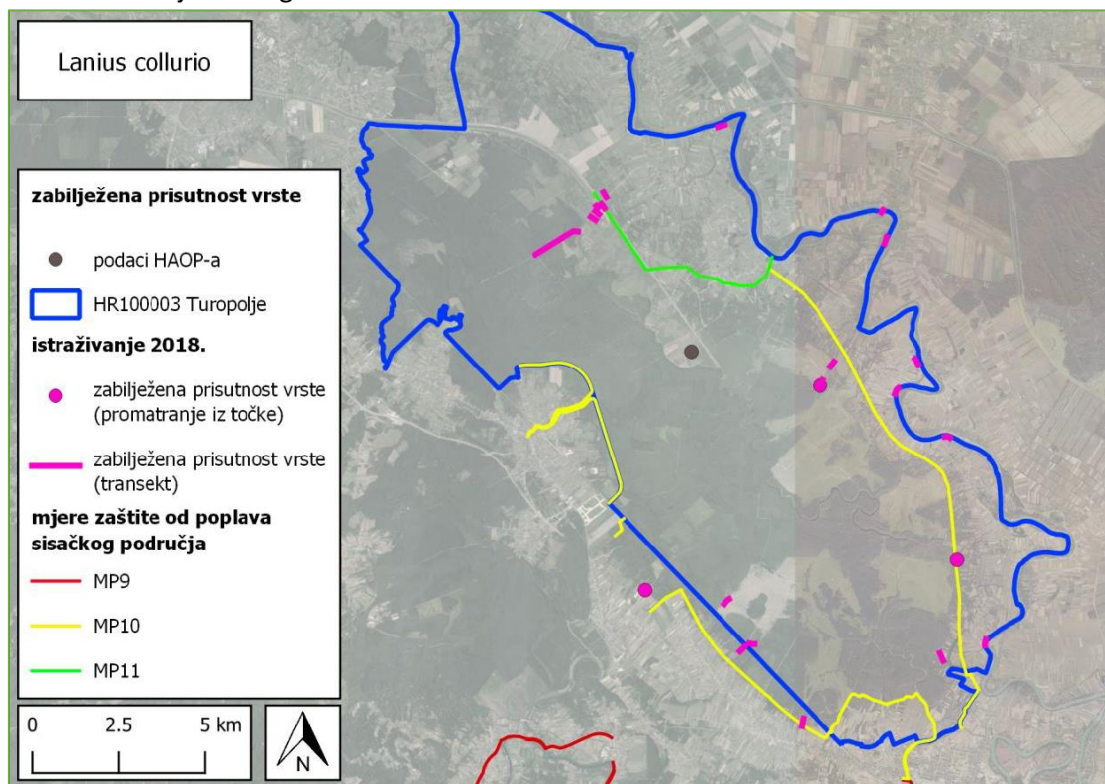 Lanius collurio
zabilježena prisutnost vrste
podaci HAOP-a
HR100003 Turopolje
istraživanje 2018.
zabilježena prisutnost vrste
(promatranje iz točke)
zabilježena prisutnost vrste
(transekt)
mjere zaštite od poplava
sisačkog područja
MP9
MP10
MP11
0 2.5 5 km
N